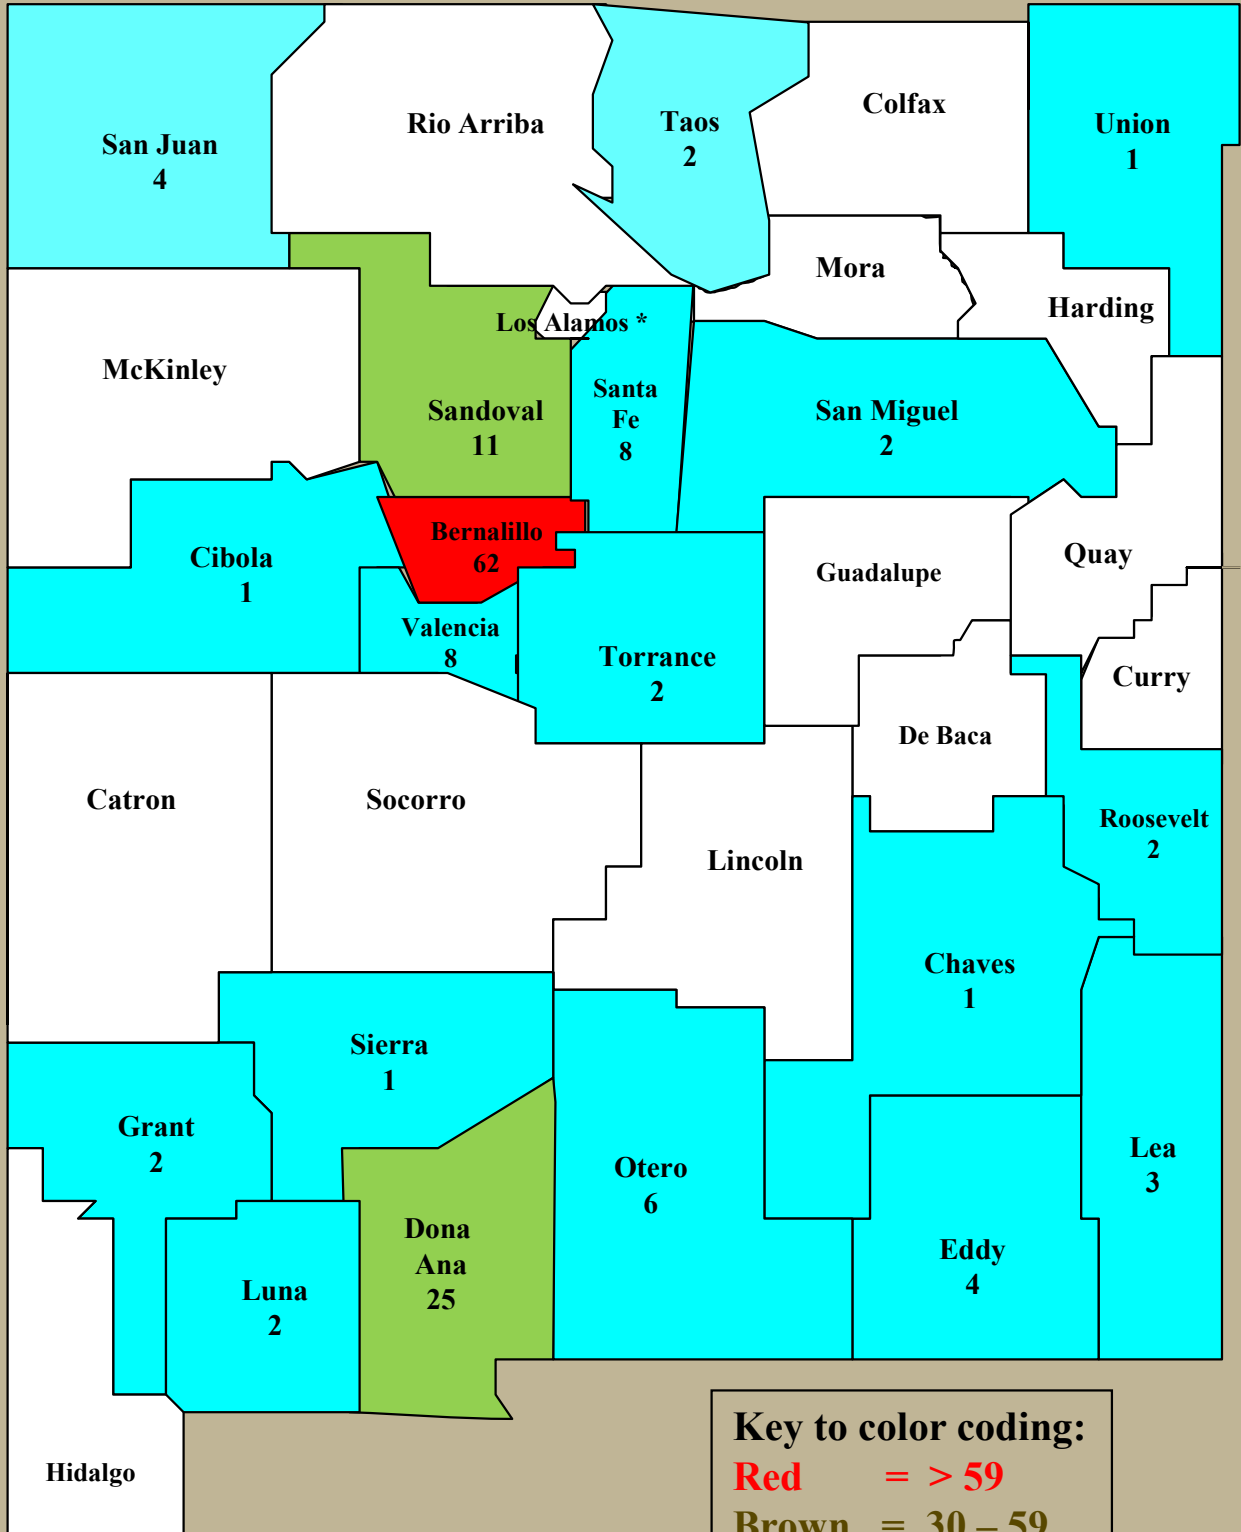 San Juan
4
Rio Arriba
Taos
2
Colfax
Union
1
Mora
Harding
Los Alamos *
McKinley
Sandoval
11
Santa
Fe
8
San Miguel
2
Bernalillo
62
Cibola
1
Valencia
8
Torrance
2
Guadalupe
Quay
Curry
De Baca
Catron
Socorro
Lincoln
Roosevelt
2
Chaves
1
Sierra
1
Grant
2
Otero
6
Lea
3
Dona
Ana
25
Eddy
4
Luna
2
Hidalgo
Key to color coding:
Red = > 59
Brown = 30 – 59